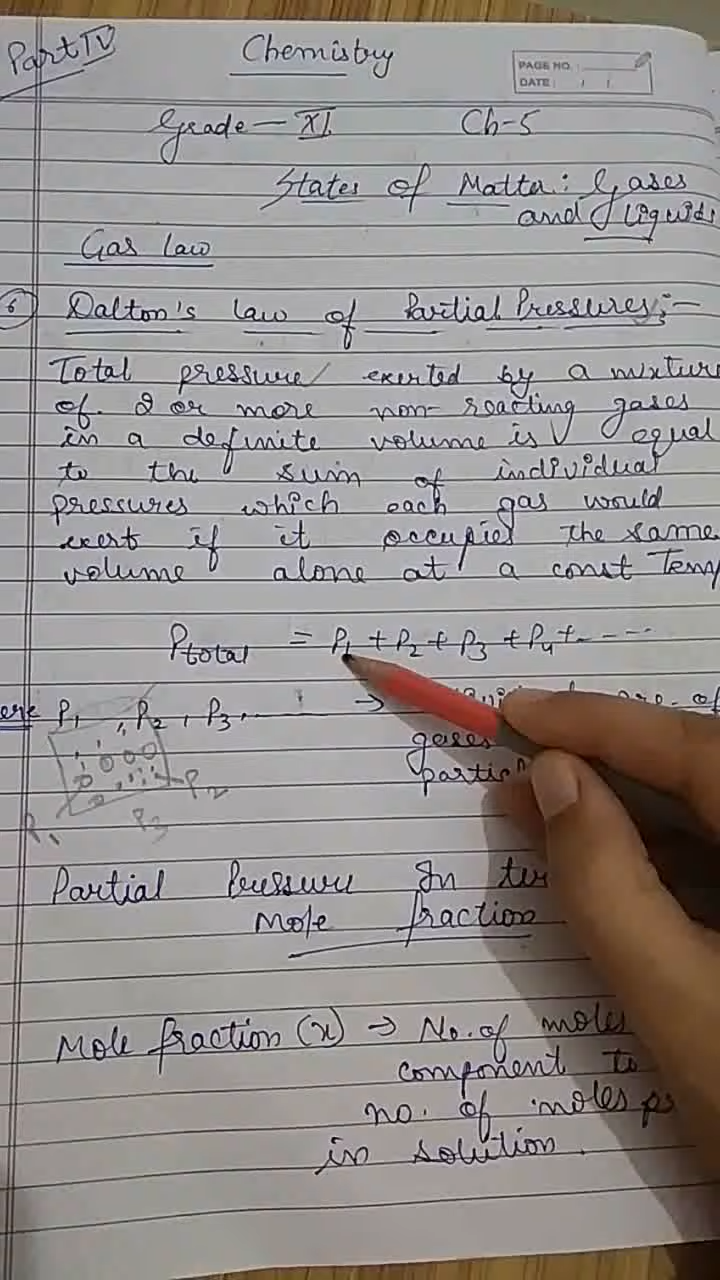 Part IV
Chemistry
PAGE NO.:
DATE: / /
Grade — XI Ch-5
States of Matter: Gases
and Liquids
Gas law
6 Dalton's law of Partial Pressures:-
Total pressure exerted by a mixture
of 2 or more non-reacting gases
in a definite volume is equal
to the sum of individual
pressures which each gas would
exert if it occupies the same
volume alone at a const Temp
Ptotal = P1 + P2 + P3 + P4 + -----
ere P1, P2, P3, —— → of
gases
parti
P2
P1
P3
Partial Pressure In ter
Mole fraction
Mole fraction (x) → No. of moles
component to
no. of moles p
in solution.